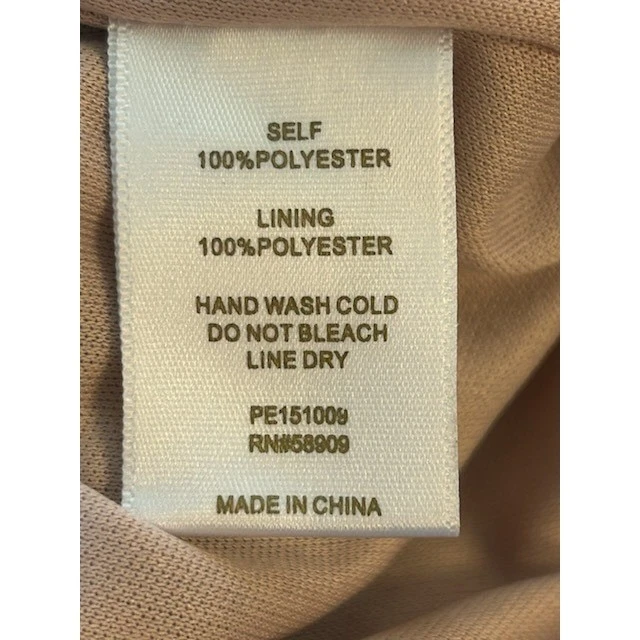 SELF
100%POLYESTER
LINING
100%POLYESTER
HAND WASH COLD
DO NOT BLEACH
LINE DRY
PE151009
RN#58909
MADE IN CHINA